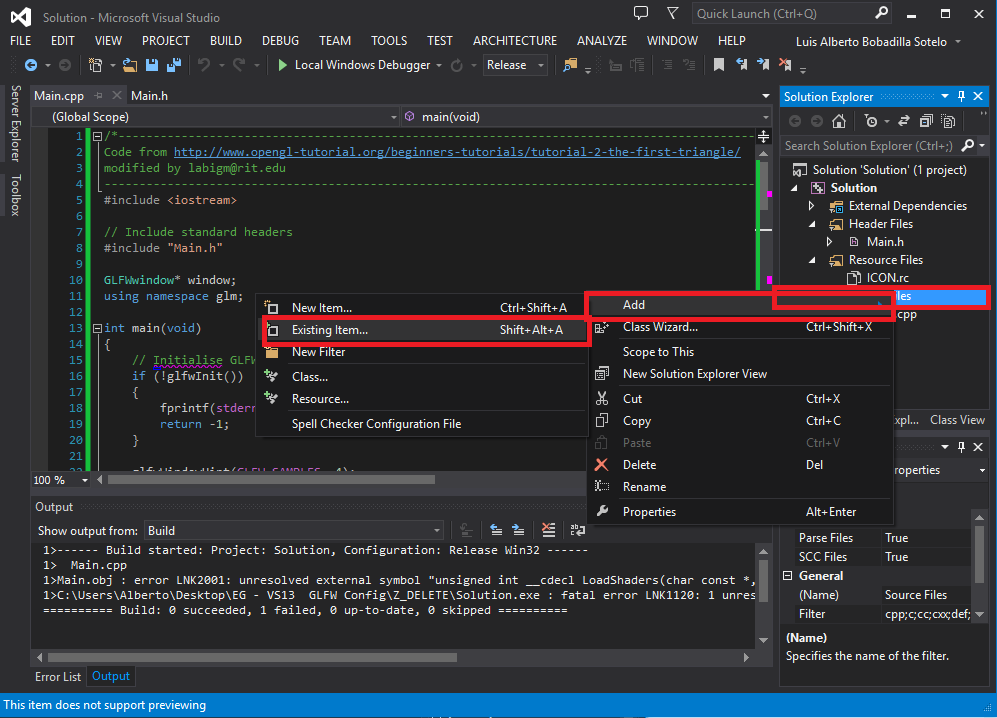 Solution - Microsoft Visual Studio
Quick Launch (Ctrl+Q)
FILE EDIT VIEW PROJECT BUILD DEBUG TEAM TOOLS TEST ARCHITECTURE ANALYZE WINDOW HELP
Luis Alberto Bobadilla Sotelo
Local Windows Debugger
Release
Server Explorer
Toolbox
Main.cpp
Main.h
(Global Scope)
main(void)
1 /*--------------------------------------------------------------------
2 Code from http://www.opengl-tutorial.org/beginners-tutorials/tutorial-2-the-first-triangle/
3 modified by labigm@rit.edu
4 --------------------------------------------------------------------
5 #include <iostream>
6
7 // Include standard headers
8 #include "Main.h"
9
10 GLFWwindow* window;
11 using namespace glm;
12
13 int main(void)
14 {
15 // Initialise GLFW
16 if (!glfwInit())
17 {
18 fprintf(stderr
19 return -1;
20 }
21
22 glfwWindowHint(GLFW_SAMPLES, 4);
100 %
New Item... Ctrl+Shift+A
Existing Item... Shift+Alt+A
New Filter
Class...
Resource...
Spell Checker Configuration File
Add
Class Wizard... Ctrl+Shift+X
Scope to This
New Solution Explorer View
Cut Ctrl+X
Copy Ctrl+C
Paste Ctrl+V
Delete Del
Rename
Properties Alt+Enter
Solution Explorer
Search Solution Explorer (Ctrl+;)
Solution 'Solution' (1 project)
Solution
External Dependencies
Header Files
Main.h
Resource Files
ICON.rc
iles
.cpp
xpl...
Class View
roperties
Parse Files True
SCC Files True
General
(Name) Source Files
Filter cpp;c;cc;cxx;def;
(Name)
Specifies the name of the filter.
Output
Show output from: Build
1>------ Build started: Project: Solution, Configuration: Release Win32 ------
1> Main.cpp
1>Main.obj : error LNK2001: unresolved external symbol "unsigned int __cdecl LoadShaders(char const *,
1>C:\Users\Alberto\Desktop\EG - VS13 GLFW Config\Z_DELETE\Solution.exe : fatal error LNK1120: 1 unres
========== Build: 0 succeeded, 1 failed, 0 up-to-date, 0 skipped ==========
Error List
Output
This item does not support previewing